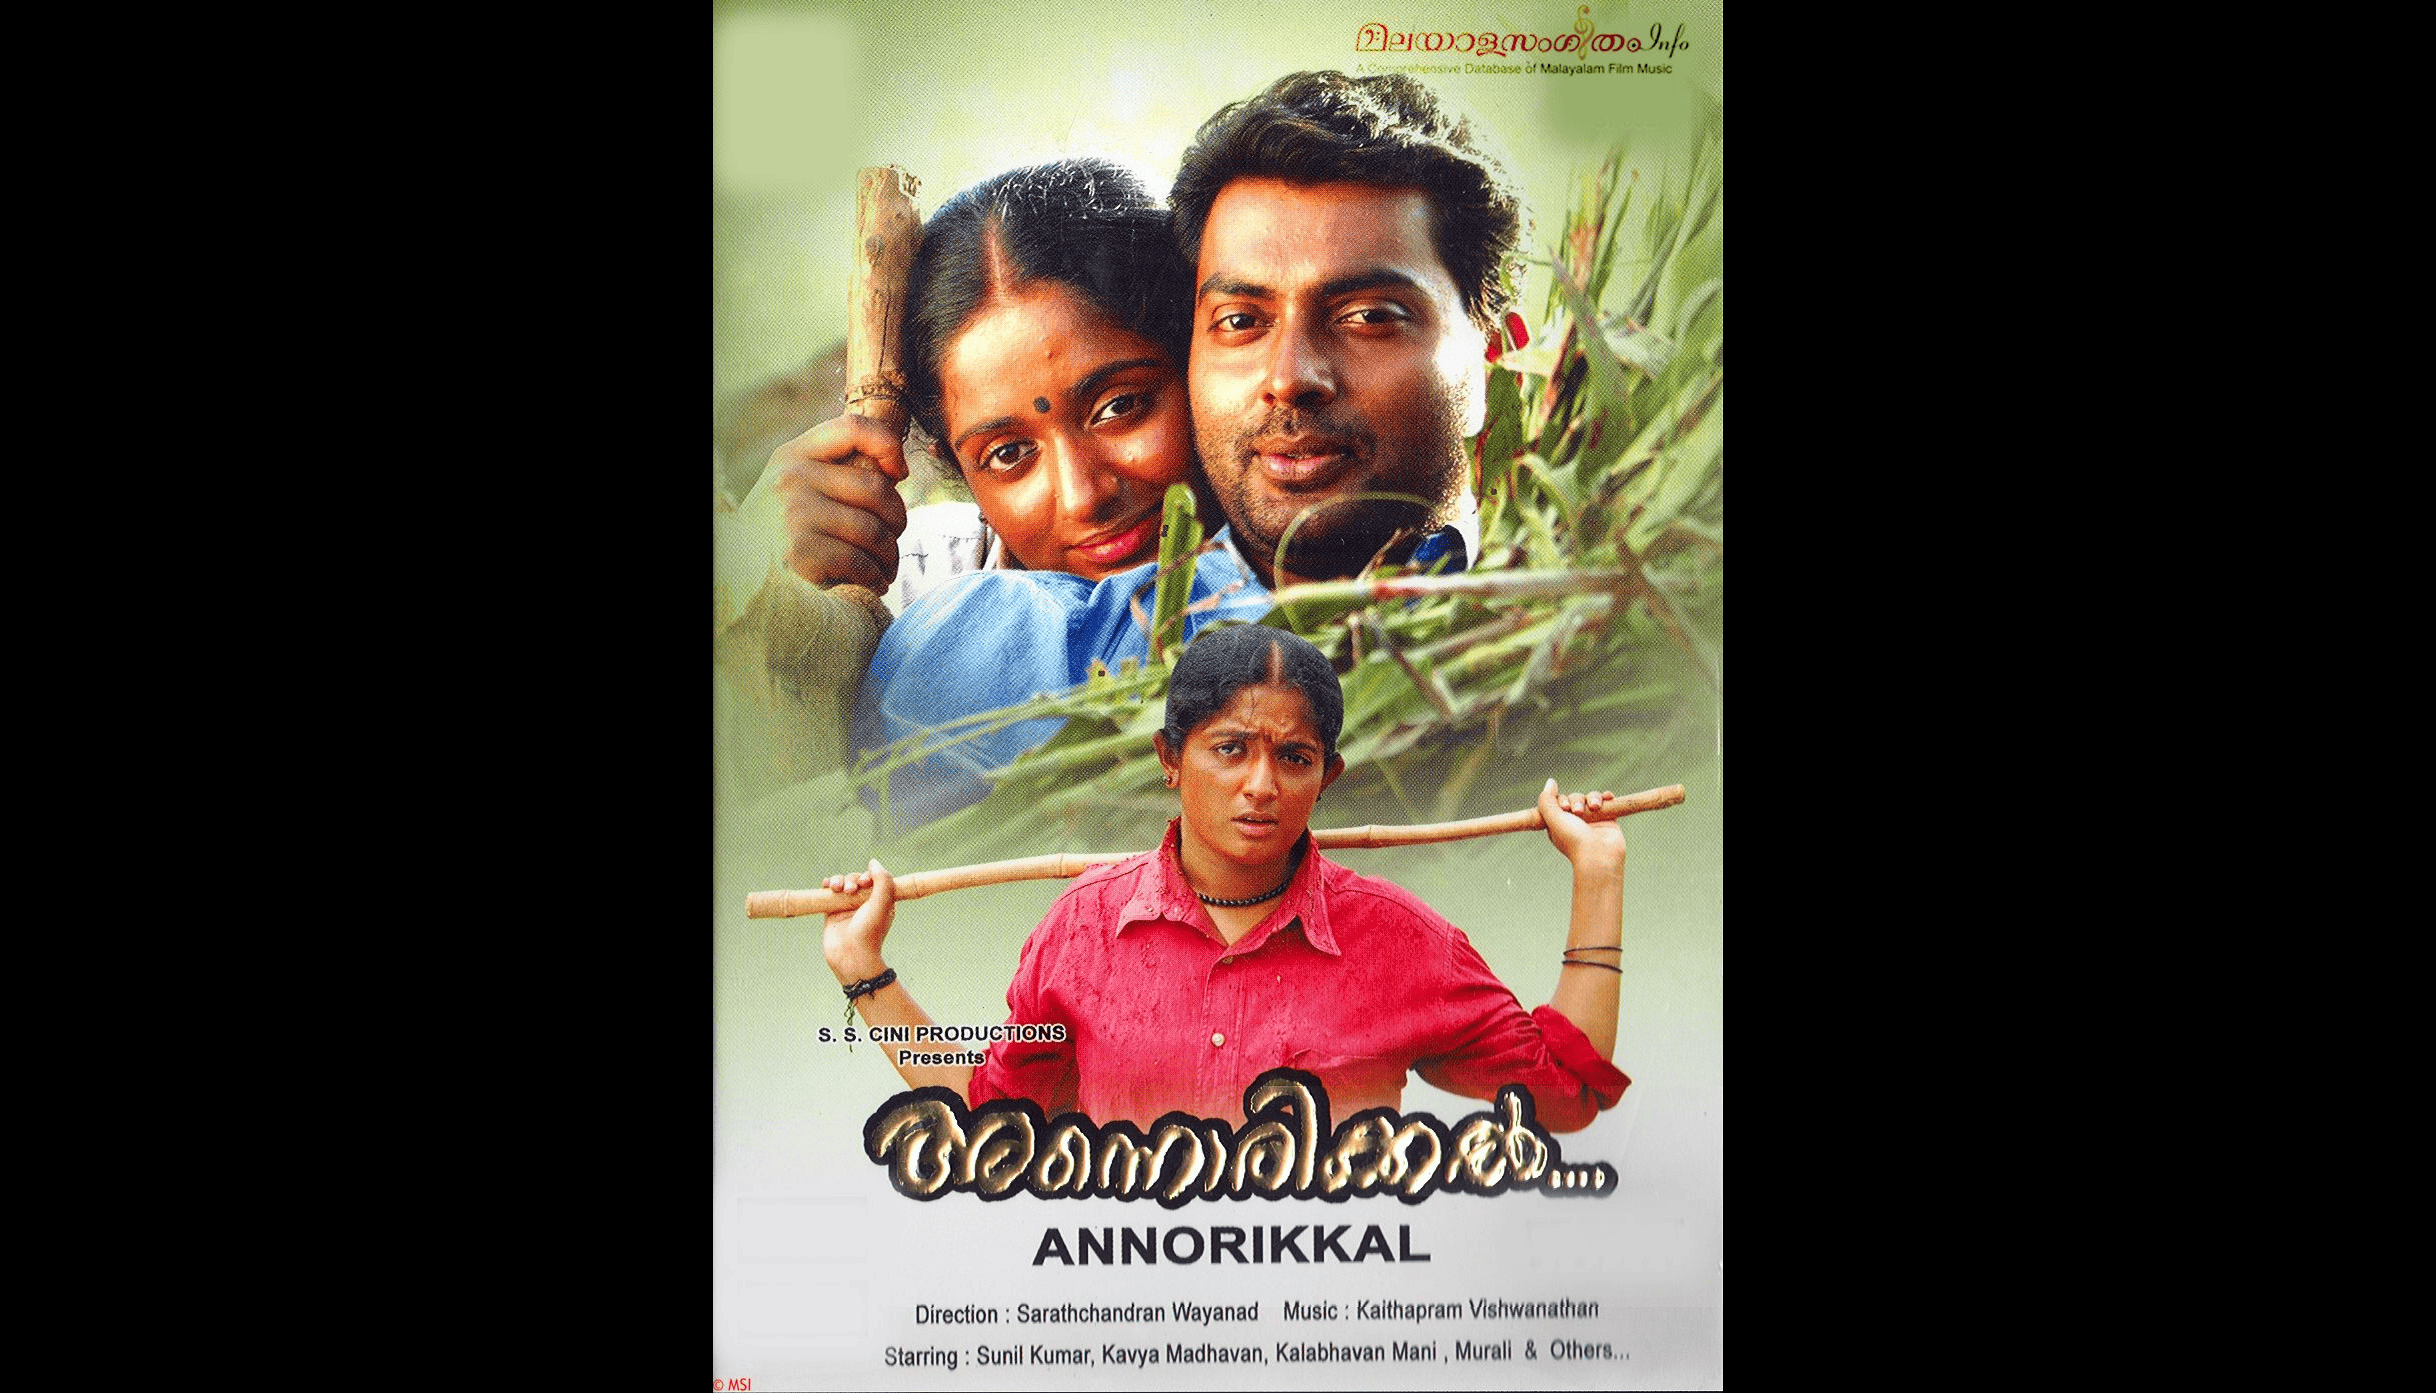 മലയാളസംഗീതം Info
A Comprehensive Database of Malayalam Film Music
S. S. CINI PRODUCTIONS
Presents
അന്നൊരിക്കൽ....
ANNORIKKAL
Direction : Sarathchandran Wayanad Music : Kaithapram Vishwanathan
Starring : Sunil Kumar, Kavya Madhavan, Kalabhavan Mani , Murali & Others...
© MSI